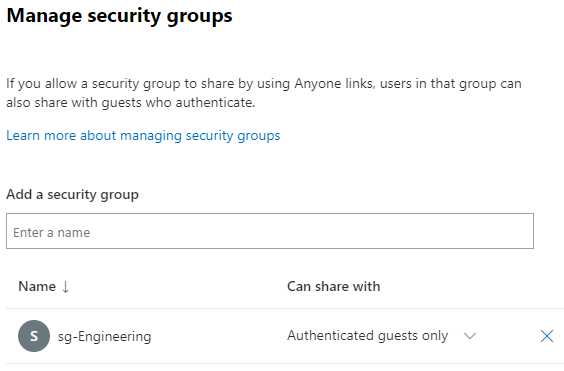 Manage security groups
If you allow a security group to share by using Anyone links, users in that group can
also share with guests who authenticate.
Learn more about managing security groups
Add a security group
Enter a name
Name ↓ Can share with
S sg-Engineering Authenticated guests only